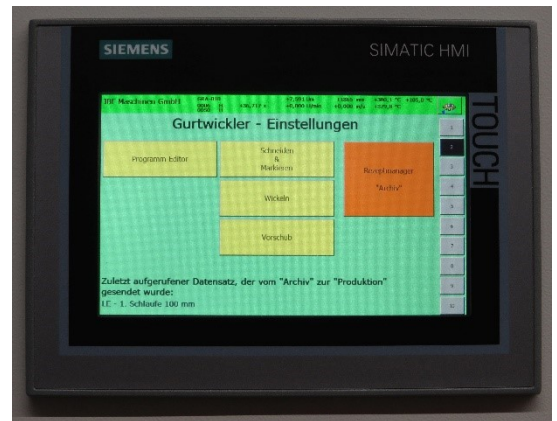 SIEMENS
SIMATIC HMI
TOUCH
Maschinen GmbH
Gurtwickler - Einstellungen
Programm Editor
Schneiden
&
Markieren
Rezeptmanager
"Archiv"
Wickeln
Vorschub
Zuletzt aufgerufener Datensatz, der vom "Archiv" zur "Produktion"
gesendet wurde:
1. Schlaufe 100 mm